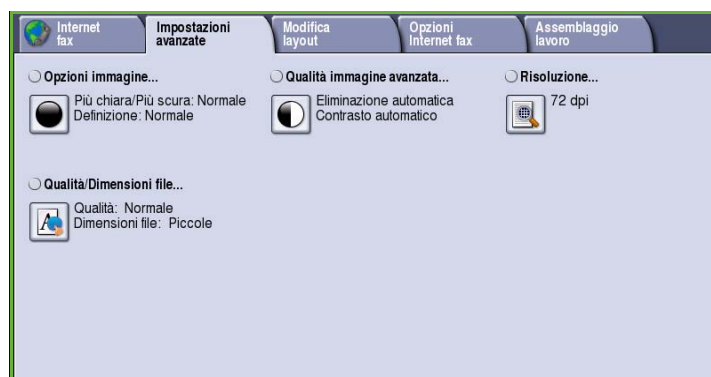 Internet fax
Impostazioni avanzate
Modifica layout
Opzioni Internet fax
Assemblaggio lavoro
Opzioni immagine...
Più chiara/Più scura: Normale
Definizione: Normale
Qualità immagine avanzata...
Eliminazione automatica
Contrasto automatico
Risoluzione...
72 dpi
Qualità/Dimensioni file...
Qualità: Normale
Dimensioni file: Piccole